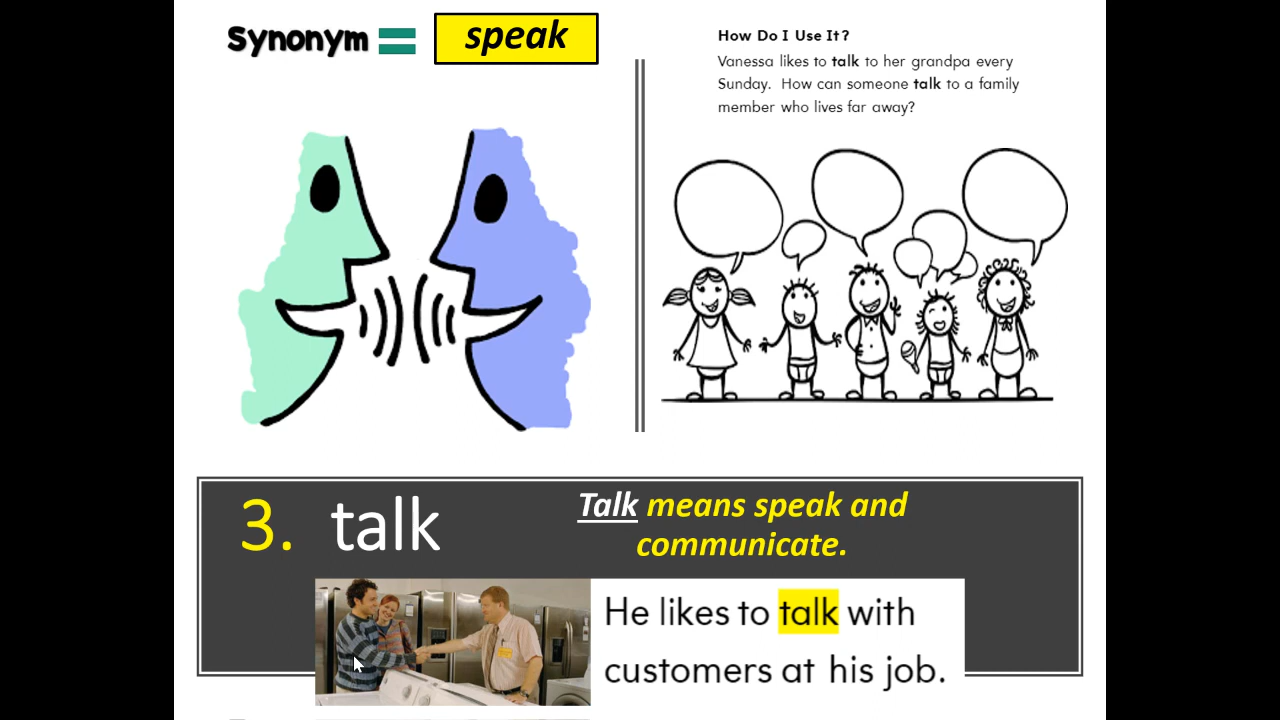 Synonym = speak
How Do I Use It?
Vanessa likes to talk to her grandpa every
Sunday. How can someone talk to a family
member who lives far away?
3. talk
Talk means speak and
communicate.
He likes to talk with
customers at his job.